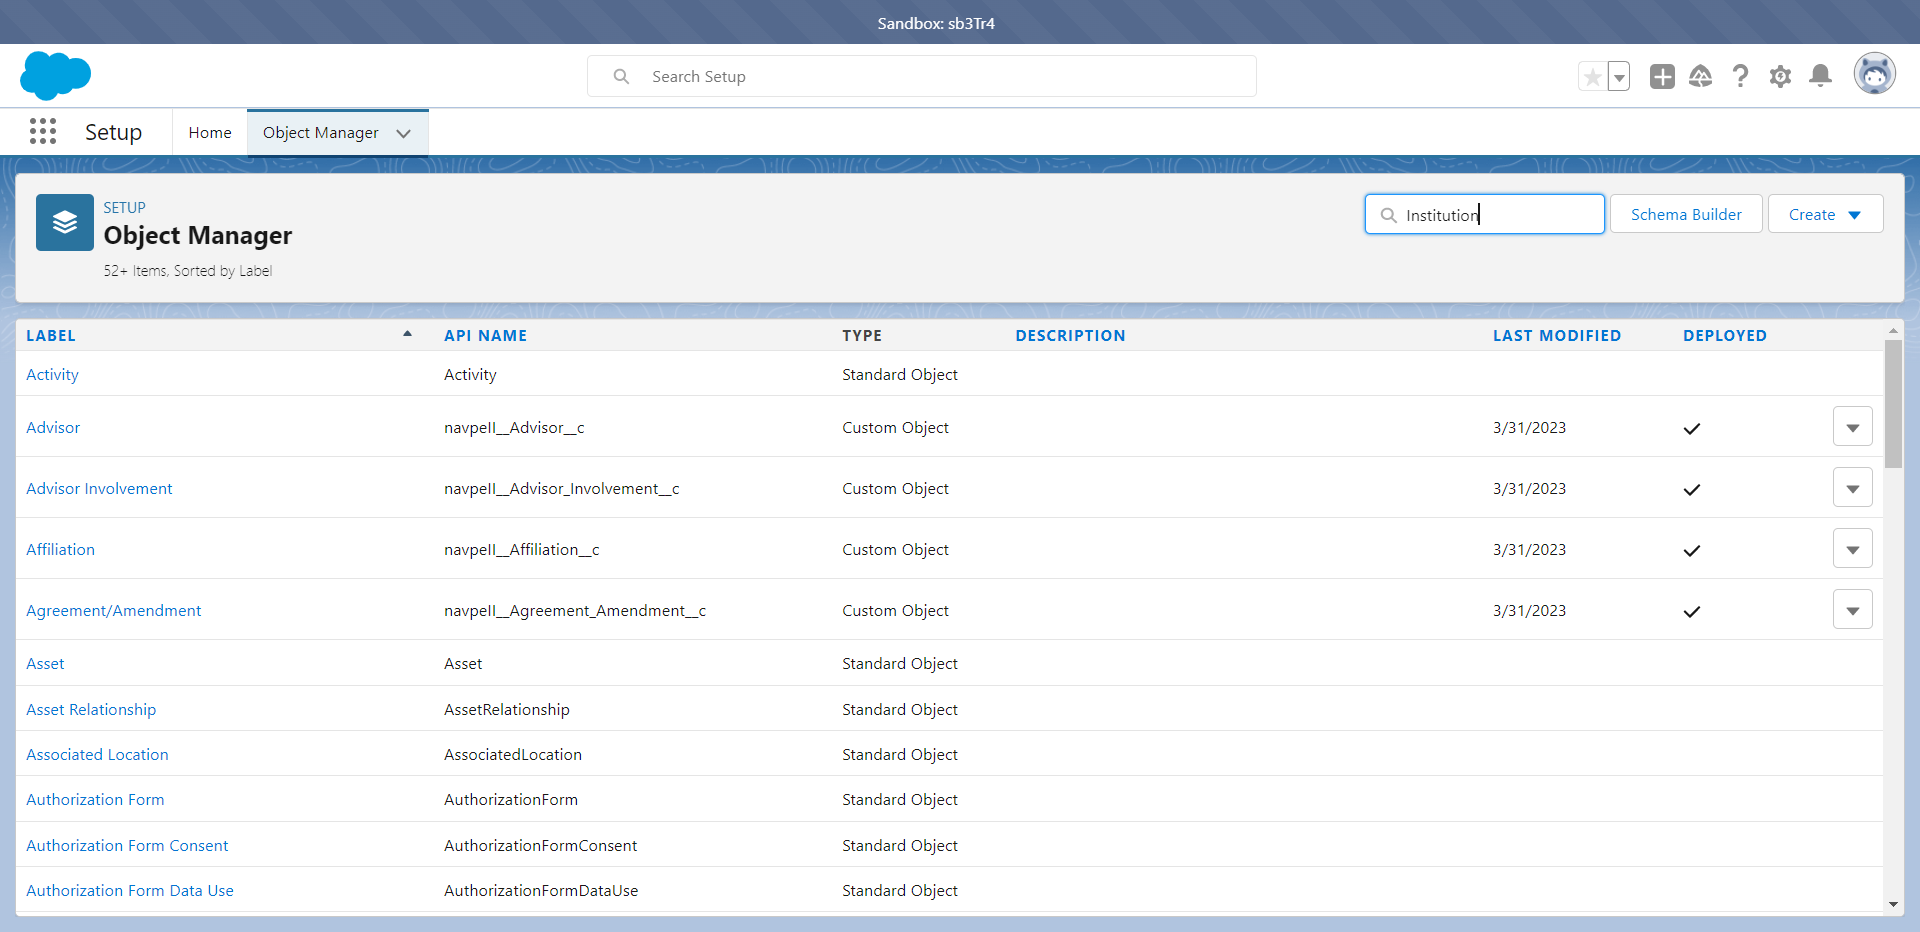 Sandbox: sb3Tr4
Search Setup
Setup
Home
Object Manager
SETUP
Object Manager
52+ Items, Sorted by Label
Institution
Schema Builder
Create
LABEL API NAME TYPE DESCRIPTION LAST MODIFIED DEPLOYED
Activity Activity Standard Object
Advisor navpeII__Advisor__c Custom Object 3/31/2023
Advisor Involvement navpeII__Advisor_Involvement__c Custom Object 3/31/2023
Affiliation navpeII__Affiliation__c Custom Object 3/31/2023
Agreement/Amendment navpeII__Agreement_Amendment__c Custom Object 3/31/2023
Asset Asset Standard Object
Asset Relationship AssetRelationship Standard Object
Associated Location AssociatedLocation Standard Object
Authorization Form AuthorizationForm Standard Object
Authorization Form Consent AuthorizationFormConsent Standard Object
Authorization Form Data Use AuthorizationFormDataUse Standard Object